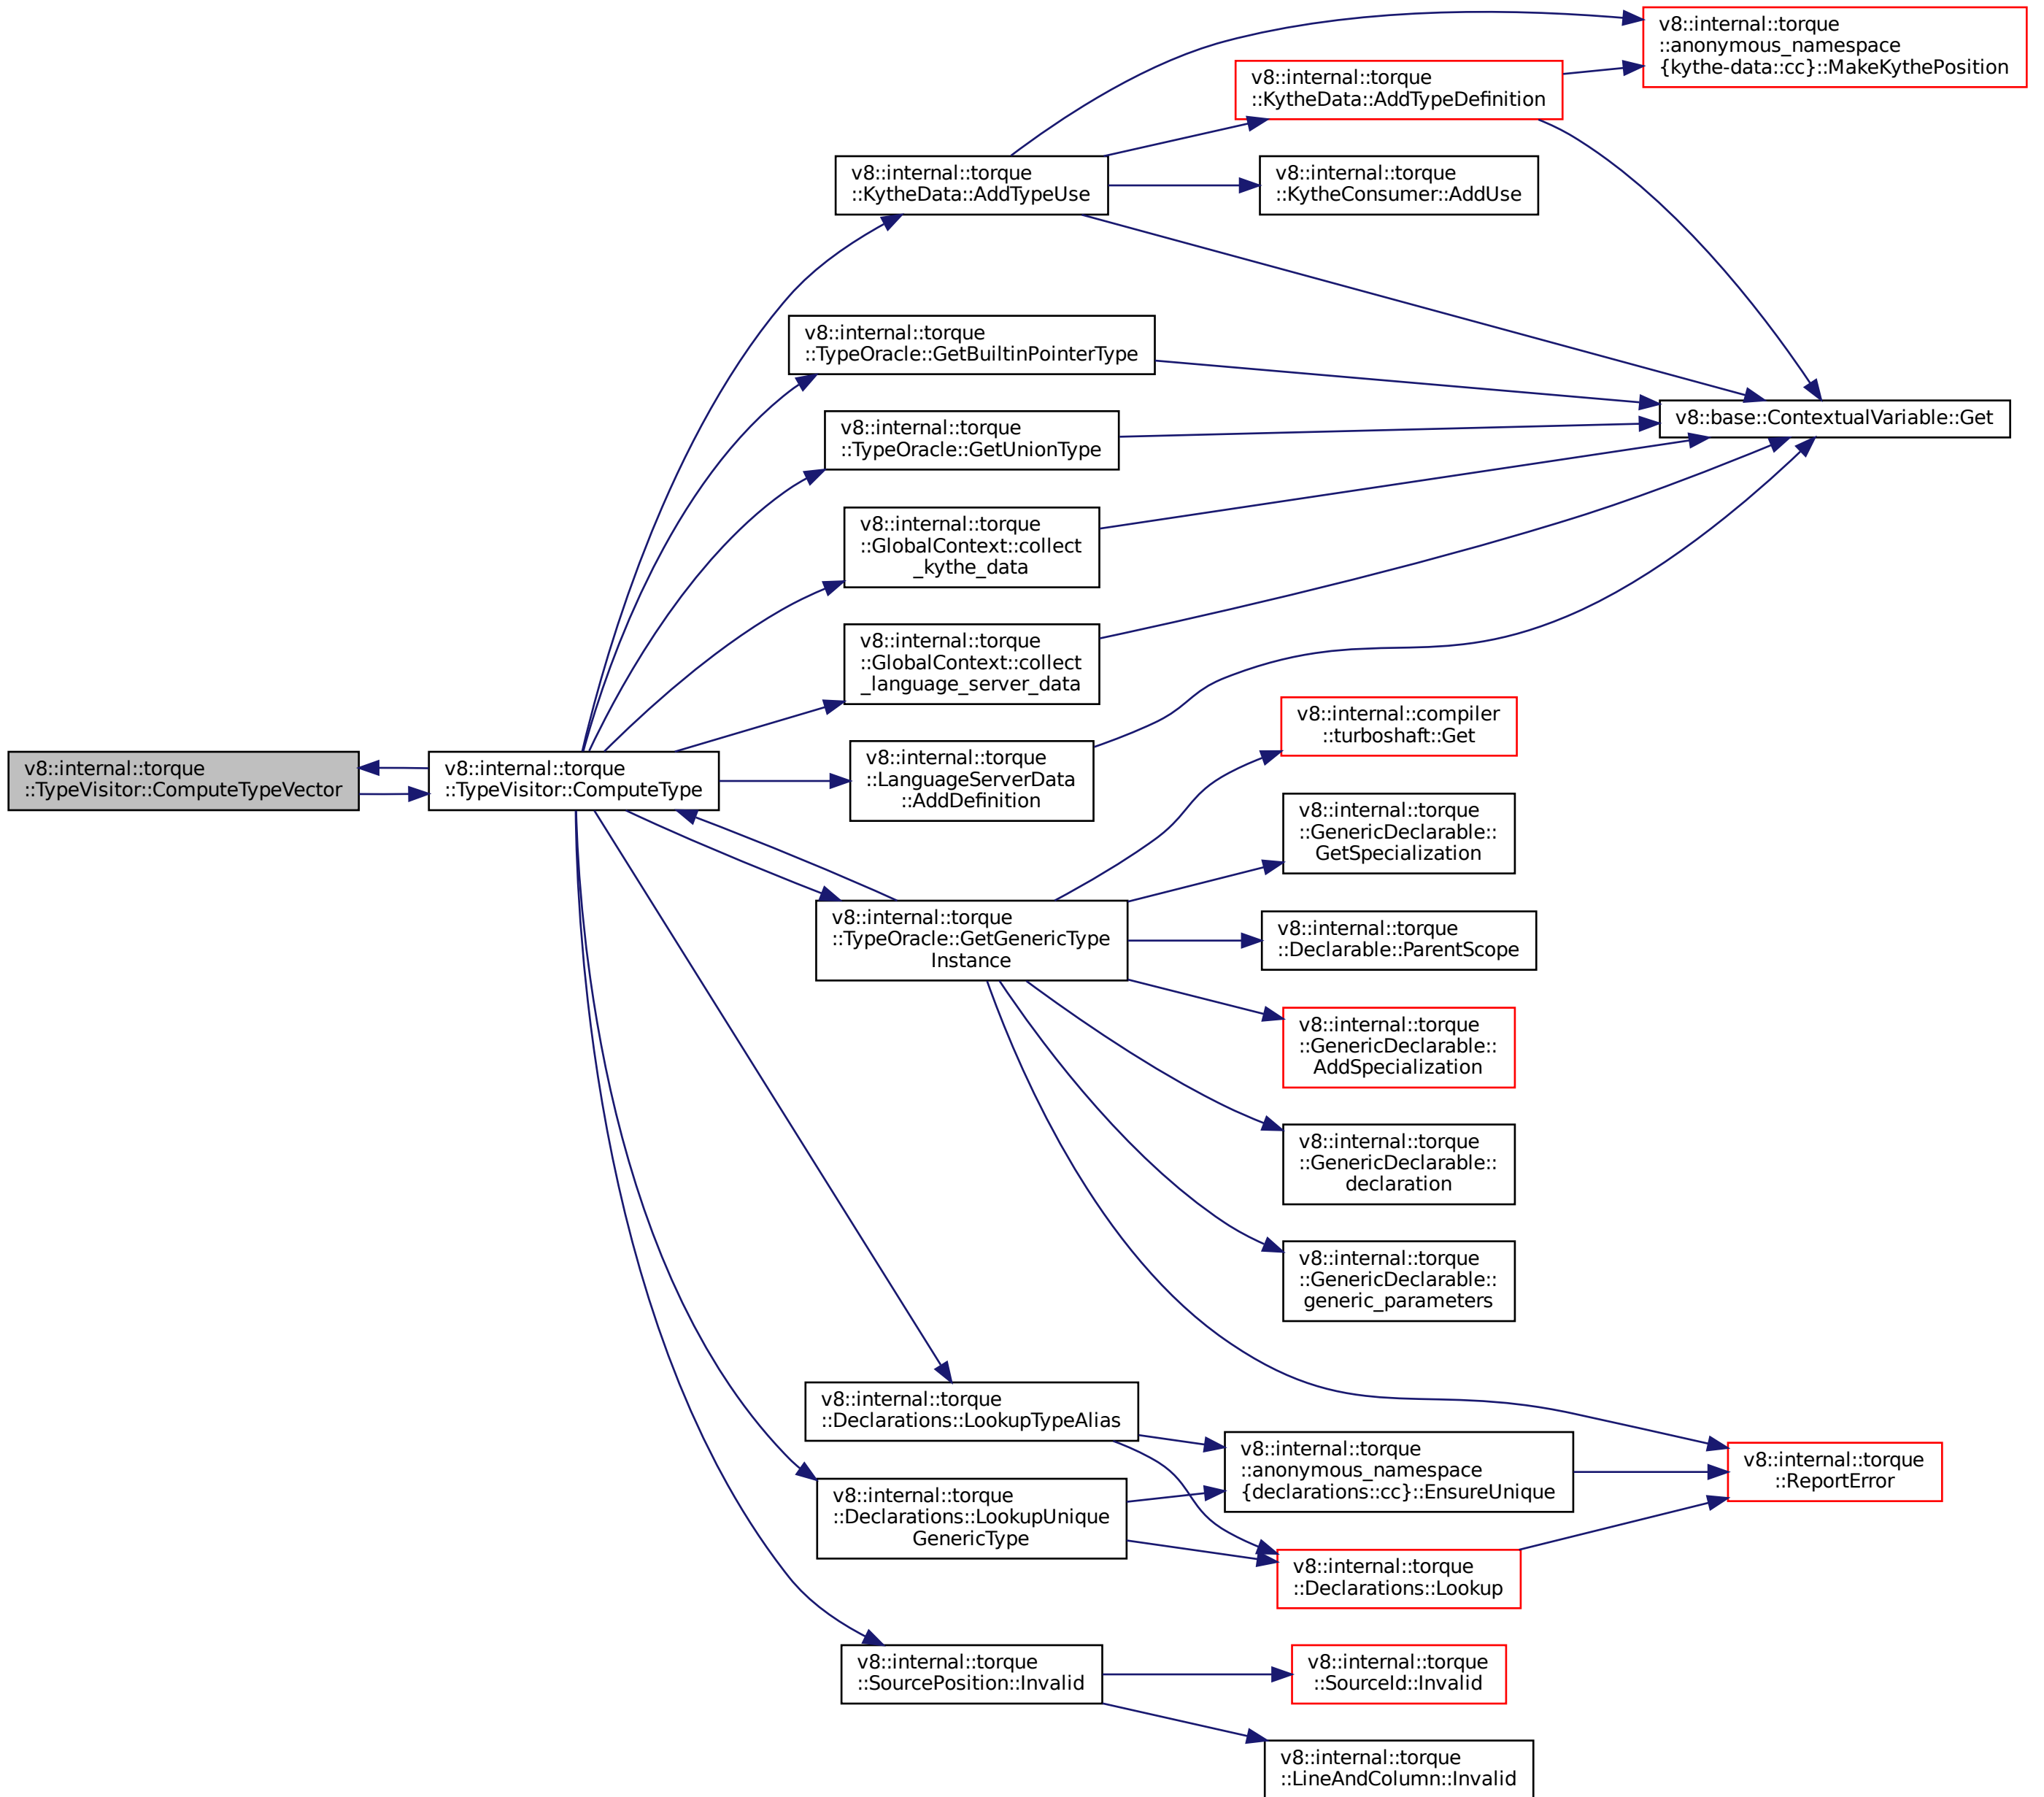 v8::internal::torque
::TypeVisitor::ComputeTypeVector
v8::internal::torque
::TypeVisitor::ComputeType
v8::internal::torque
::KytheData::AddTypeUse
v8::internal::torque
::KytheData::AddTypeDefinition
v8::internal::torque
::anonymous_namespace
{kythe-data::cc}::MakeKythePosition
v8::internal::torque
::KytheConsumer::AddUse
v8::base::ContextualVariable::Get
v8::internal::torque
::TypeOracle::GetBuiltinPointerType
v8::internal::torque
::TypeOracle::GetUnionType
v8::internal::torque
::GlobalContext::collect
_kythe_data
v8::internal::torque
::GlobalContext::collect
_language_server_data
v8::internal::torque
::LanguageServerData
::AddDefinition
v8::internal::torque
::TypeOracle::GetGenericType
Instance
v8::internal::compiler
::turboshaft::Get
v8::internal::torque
::GenericDeclarable::
GetSpecialization
v8::internal::torque
::Declarable::ParentScope
v8::internal::torque
::GenericDeclarable::
AddSpecialization
v8::internal::torque
::GenericDeclarable::
declaration
v8::internal::torque
::GenericDeclarable::
generic_parameters
v8::internal::torque
::Declarations::LookupTypeAlias
v8::internal::torque
::anonymous_namespace
{declarations::cc}::EnsureUnique
v8::internal::torque
::ReportError
v8::internal::torque
::Declarations::LookupUnique
GenericType
v8::internal::torque
::Declarations::Lookup
v8::internal::torque
::SourcePosition::Invalid
v8::internal::torque
::SourceId::Invalid
v8::internal::torque
::LineAndColumn::Invalid